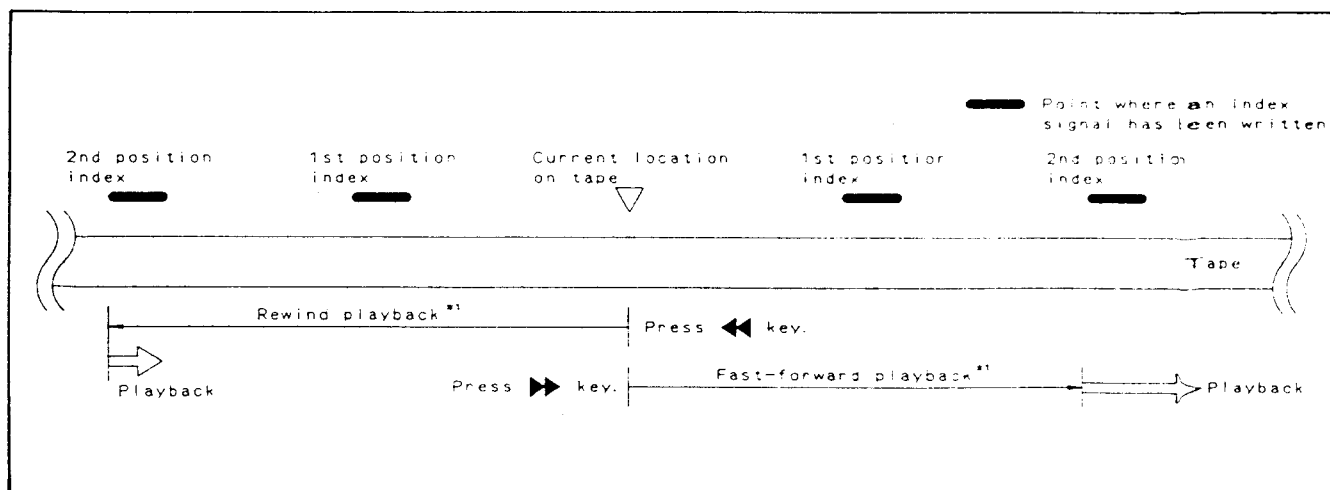 Point where an index
signal has been written
2nd position
index
1st position
index
Current location
on tape
1st position
index
2nd position
index
Tape
Rewind playback*1
Press ◀◀ key.
Playback
Press ▶▶ key.
Fast-forward playback*1
Playback